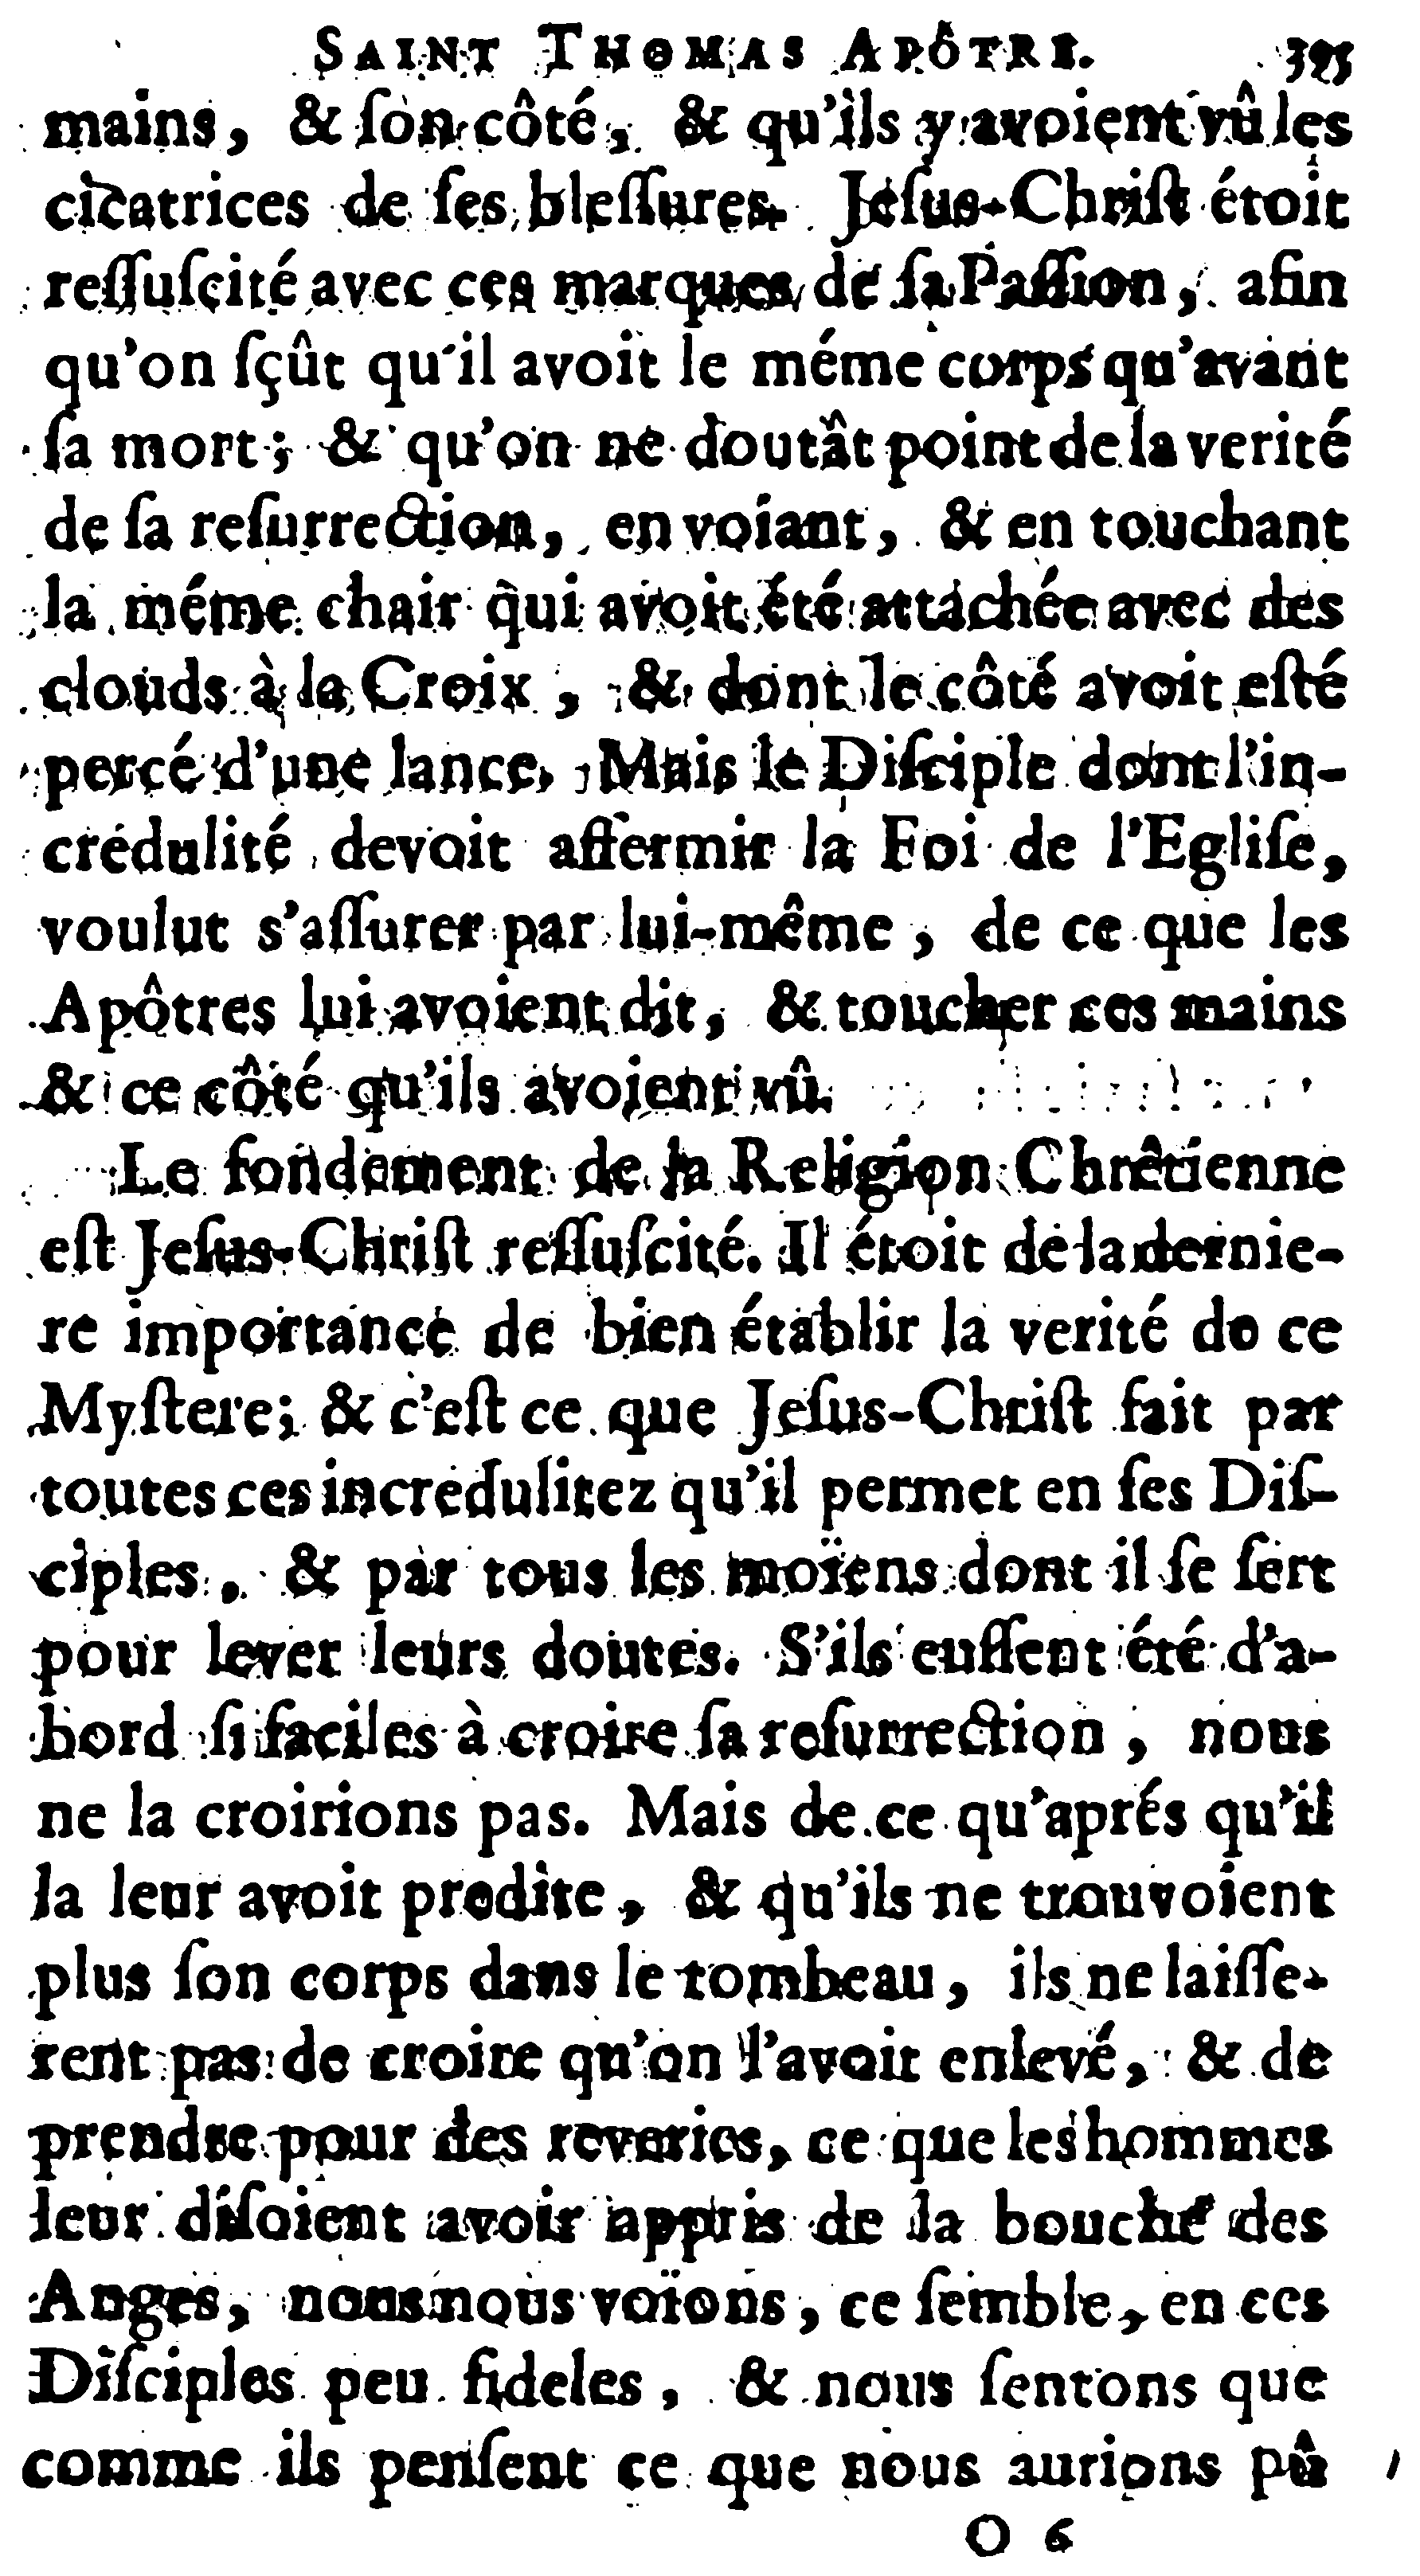 SAINT THOMAS APÔTRE.
mains, & ſon côté, & qu'ils y avoient vû les
cicatrices de ſes bleſſures. Jeſus-Chriſt étoit
reſſuſcité avec ces marques de ſa Paſſion, afin
qu'on ſçût qu'il avoit le méme corps qu'avant
ſa mort; & qu'on ne doutât point de la verité
de ſa reſurrection, en voiant, & en touchant
la méme chair qui avoit été attachée avec des
clouds à la Croix, & dont le côté avoit eſté
percé d'une lance. Mais le Diſciple dont l'in-
crédulité devoit affermir la Foi de l'Egliſe,
voulut s'aſſurer par lui-même, de ce que les
Apôtres lui avoient dit, & toucher ces mains
& ce côté qu'ils avoient vû.
Le fondement de la Religion Chrêtienne
eſt Jeſus-Chriſt reſſuſcité. Il étoit de la dernie-
re importance de bien établir la verité de ce
Myſtere; & c'eſt ce que Jeſus-Chriſt fait par
toutes ces incredulitez qu'il permet en ſes Diſ-
ciples, & par tous les moïens dont il ſe ſert
pour lever leurs doutes. S'ils euſſent été d'a-
bord ſi faciles à croire ſa reſurrection, nous
ne la croirions pas. Mais de ce qu'aprés qu'il
la leur avoit predite, & qu'ils ne trouvoient
plus ſon corps dans le tombeau, ils ne laiſſe-
rent pas de croire qu'on l'avoit enlevé, & de
prendre pour des reveries, ce que les hommes
leur diſoient avoir appris de la bouche des
Anges, nous nous voïons, ce ſemble, en ces
Diſciples peu fideles, & nous ſentons que
comme ils penſent ce que nous aurions pû
O 6